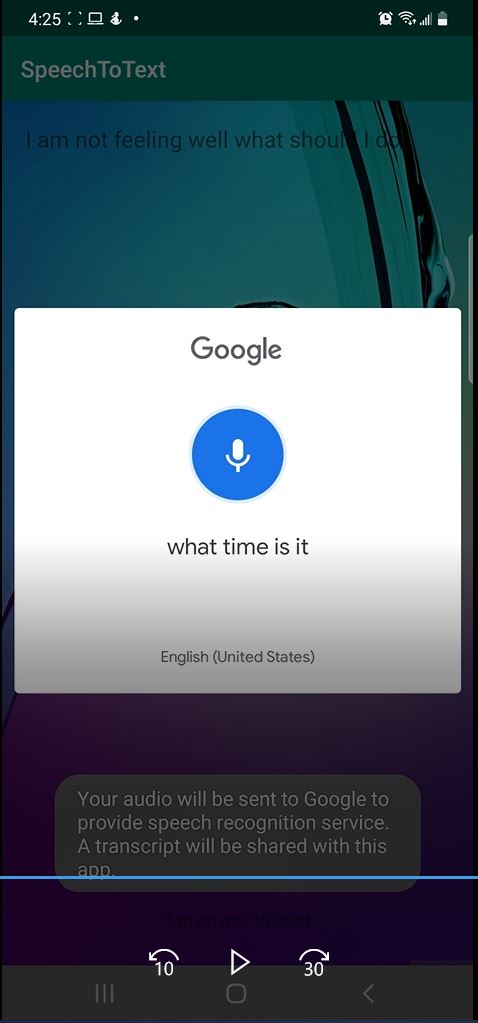 4:25
SpeechToText
I am not feeling well what should I do
Google
what time is it
English (United States)
Your audio will be sent to Google to
provide speech recognition service.
A transcript will be shared with this
app.
Tap on mic to start
10
30